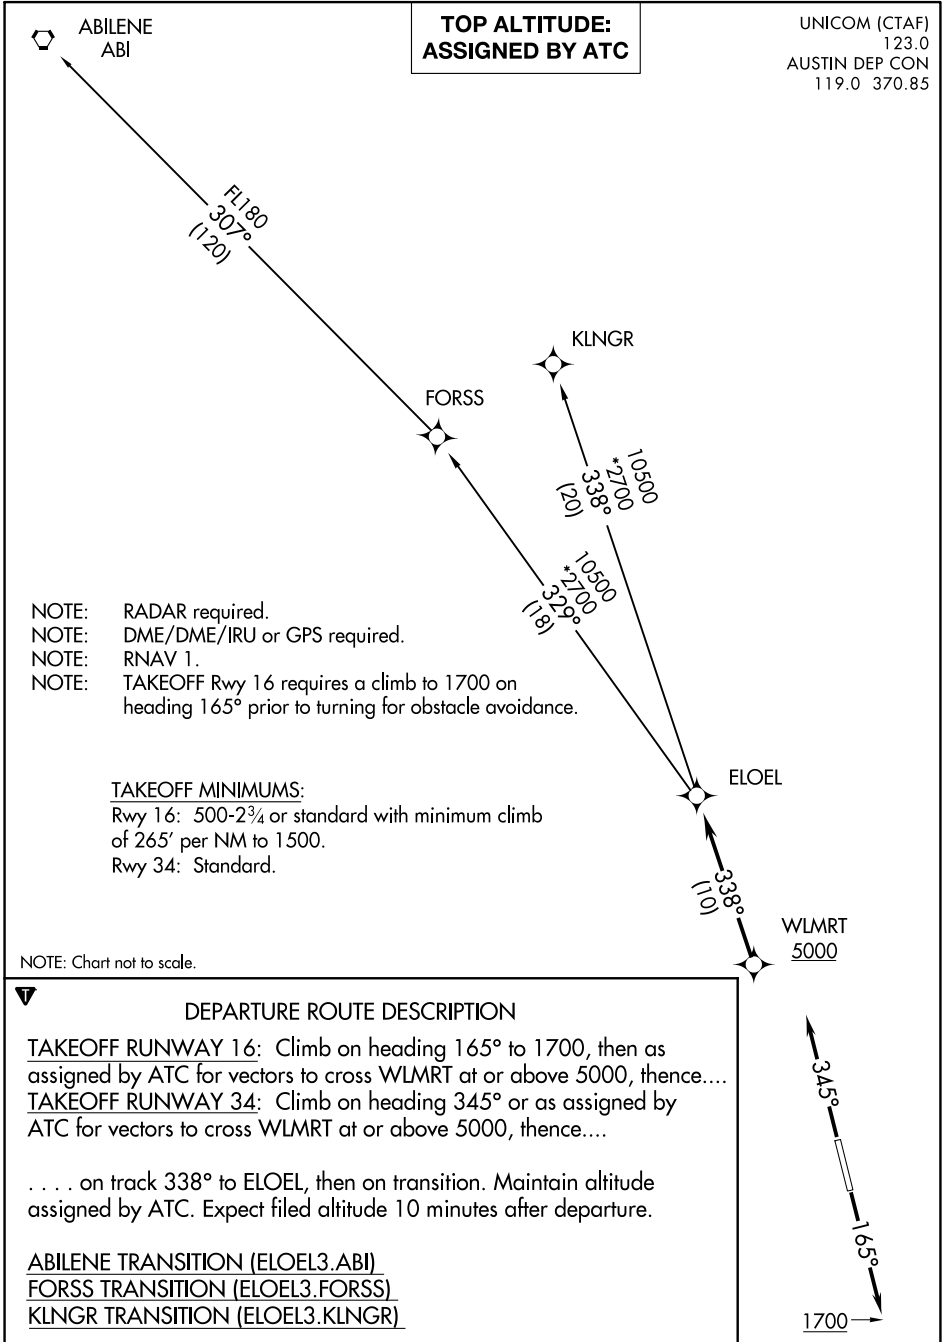 ABILENE
ABI
TOP ALTITUDE:
ASSIGNED BY ATC
UNICOM (CTAF)
123.0
AUSTIN DEP CON
119.0 370.85
FL180
307°
(120)
KLNGR
FORSS
10500
*2700
338°
(20)
10500
*2700
329°
(18)
NOTE: RADAR required.
NOTE: DME/DME/IRU or GPS required.
NOTE: RNAV 1.
NOTE: TAKEOFF Rwy 16 requires a climb to 1700 on
heading 165° prior to turning for obstacle avoidance.
ELOEL
TAKEOFF MINIMUMS:
Rwy 16: 500-2¾ or standard with minimum climb
of 265' per NM to 1500.
Rwy 34: Standard.
338°
(10)
WLMRT
5000
NOTE: Chart not to scale.
T
DEPARTURE ROUTE DESCRIPTION
TAKEOFF RUNWAY 16: Climb on heading 165° to 1700, then as
assigned by ATC for vectors to cross WLMRT at or above 5000, thence....
TAKEOFF RUNWAY 34: Climb on heading 345° or as assigned by
ATC for vectors to cross WLMRT at or above 5000, thence....
. . . . on track 338° to ELOEL, then on transition. Maintain altitude
assigned by ATC. Expect filed altitude 10 minutes after departure.
ABILENE TRANSITION (ELOEL3.ABI)
FORSS TRANSITION (ELOEL3.FORSS)
KLNGR TRANSITION (ELOEL3.KLNGR)
345°
165°
1700